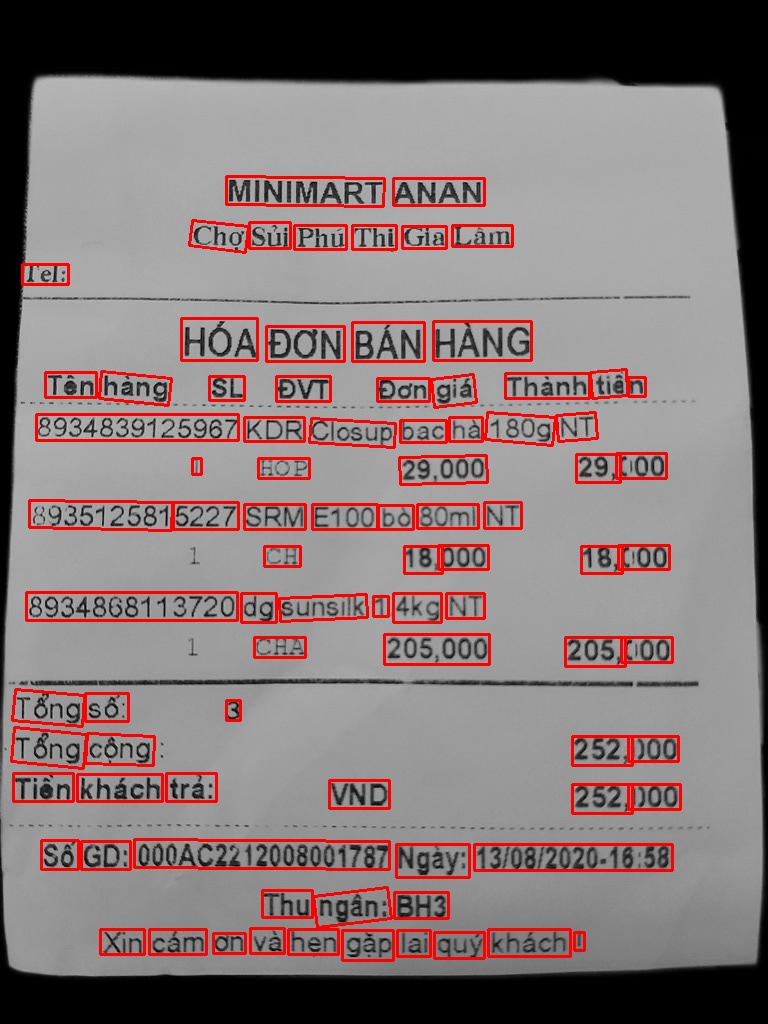 MINIMART ANAN
Chợ Sủi Phú Thị Gia Lâm
Tel:
HÓA ĐƠN BÁN HÀNG
Tên hàng SL ĐVT Đơn giá Thành tiền
8934839125967 KDR Closup bac hà 180g NT
1 HOP 29,000 29,000
8935125815227 SRM E100 bò 80ml NT
1 CH 18,000 18,000
8934868113720 dg sunsilk 1 4kg NT
1 CHA 205,000 205,000
Tổng số: 3
Tổng cộng : 252,000
Tiền khách trả: VND 252,000
Số GD: 000AC2212008001787 Ngày: 13/08/2020-16:58
Thu ngân: BH3
Xin cám ơn và hen gặp lai quý khách !